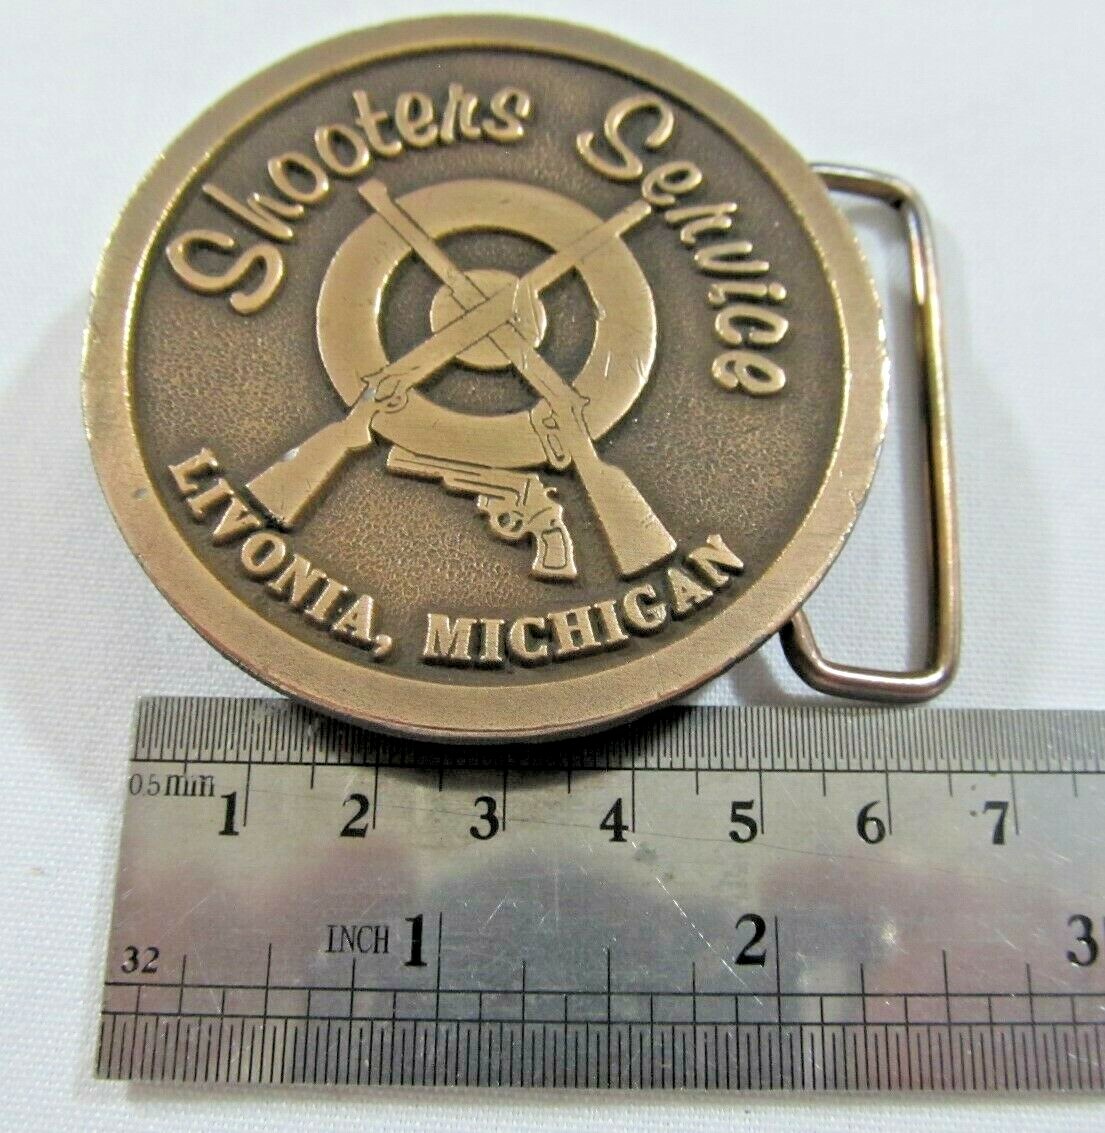 Shooters Service
LIVONIA, MICHIGAN
0.5mm 1 2 3 4 5 6 7
INCH 1 2 3
32